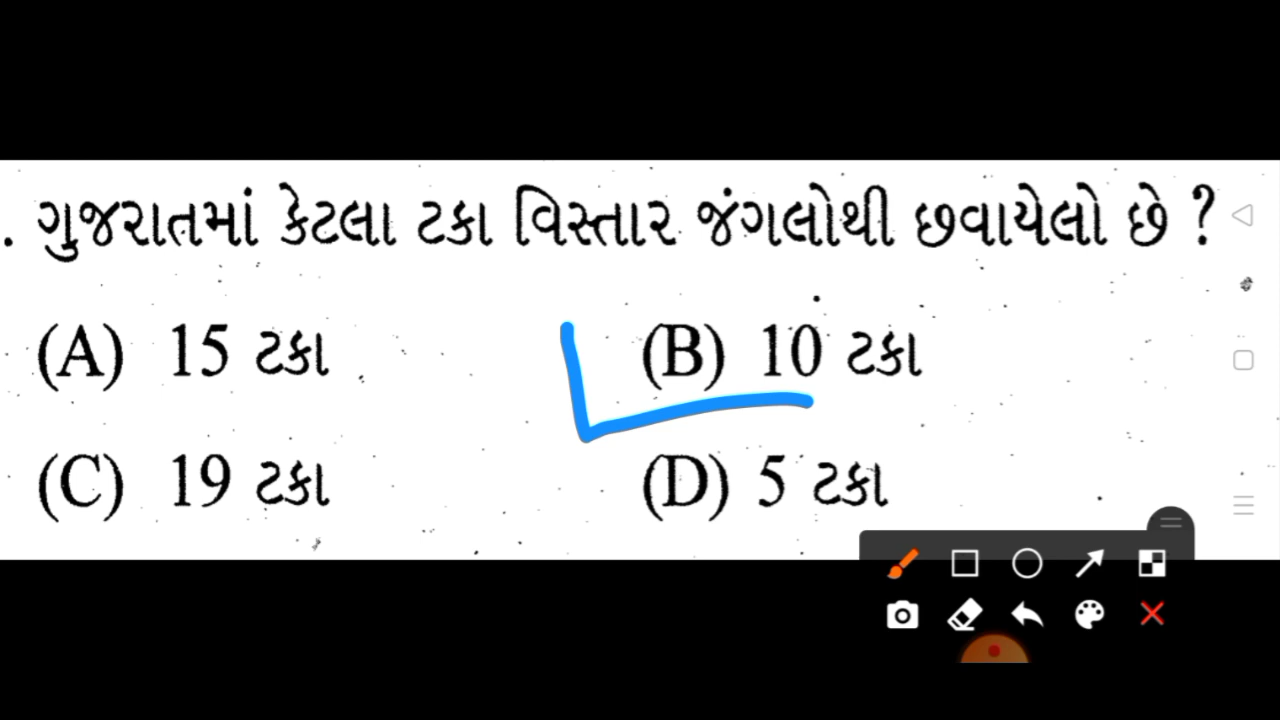 . ગુજરાતમાં કેટલા ટકા વિસ્તાર જંગલોથી છવાયેલો છે ?
(A) 15 ટકા (B) 10 ટકા
(C) 19 ટકા (D) 5 ટકા